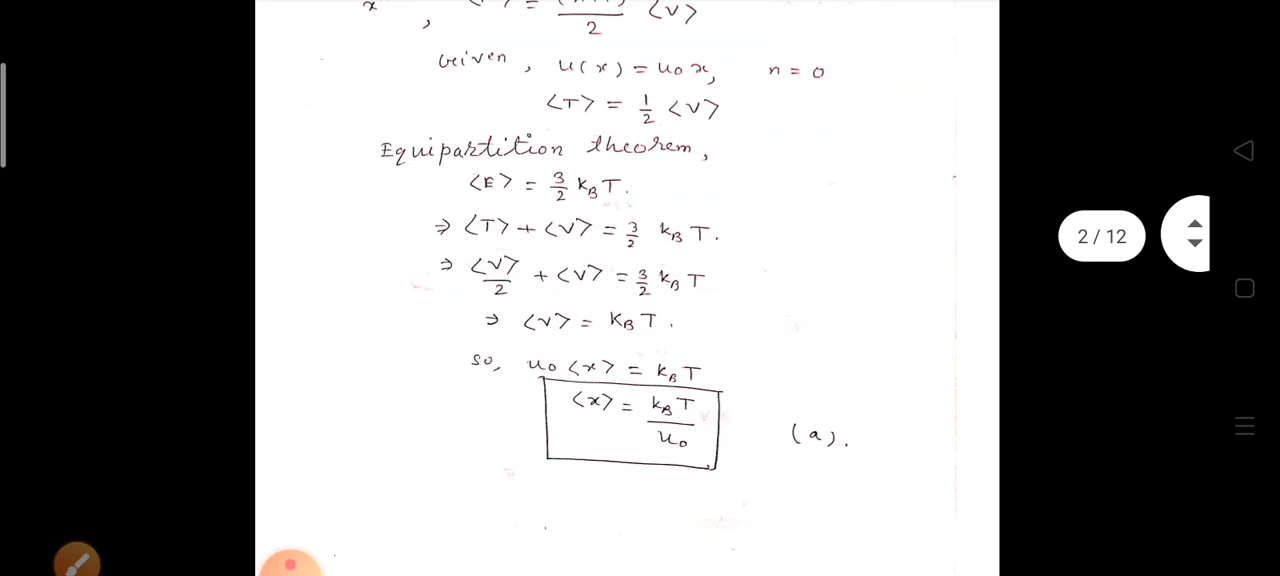 x , = 2 <V>
Given, u(x) = u₀x, n = 0
<T> = 1/2 <V>
Equipartition theorem,
<E> = 3/2 k_B T.
⇒ <T> + <V> = 3/2 k_B T.
⇒ <V>/2 + <V> = 3/2 k_B T
⇒ <V> = k_B T.
so, u₀ <x> = k_B T
<x> = k_B T / u₀ (a).
2 / 12